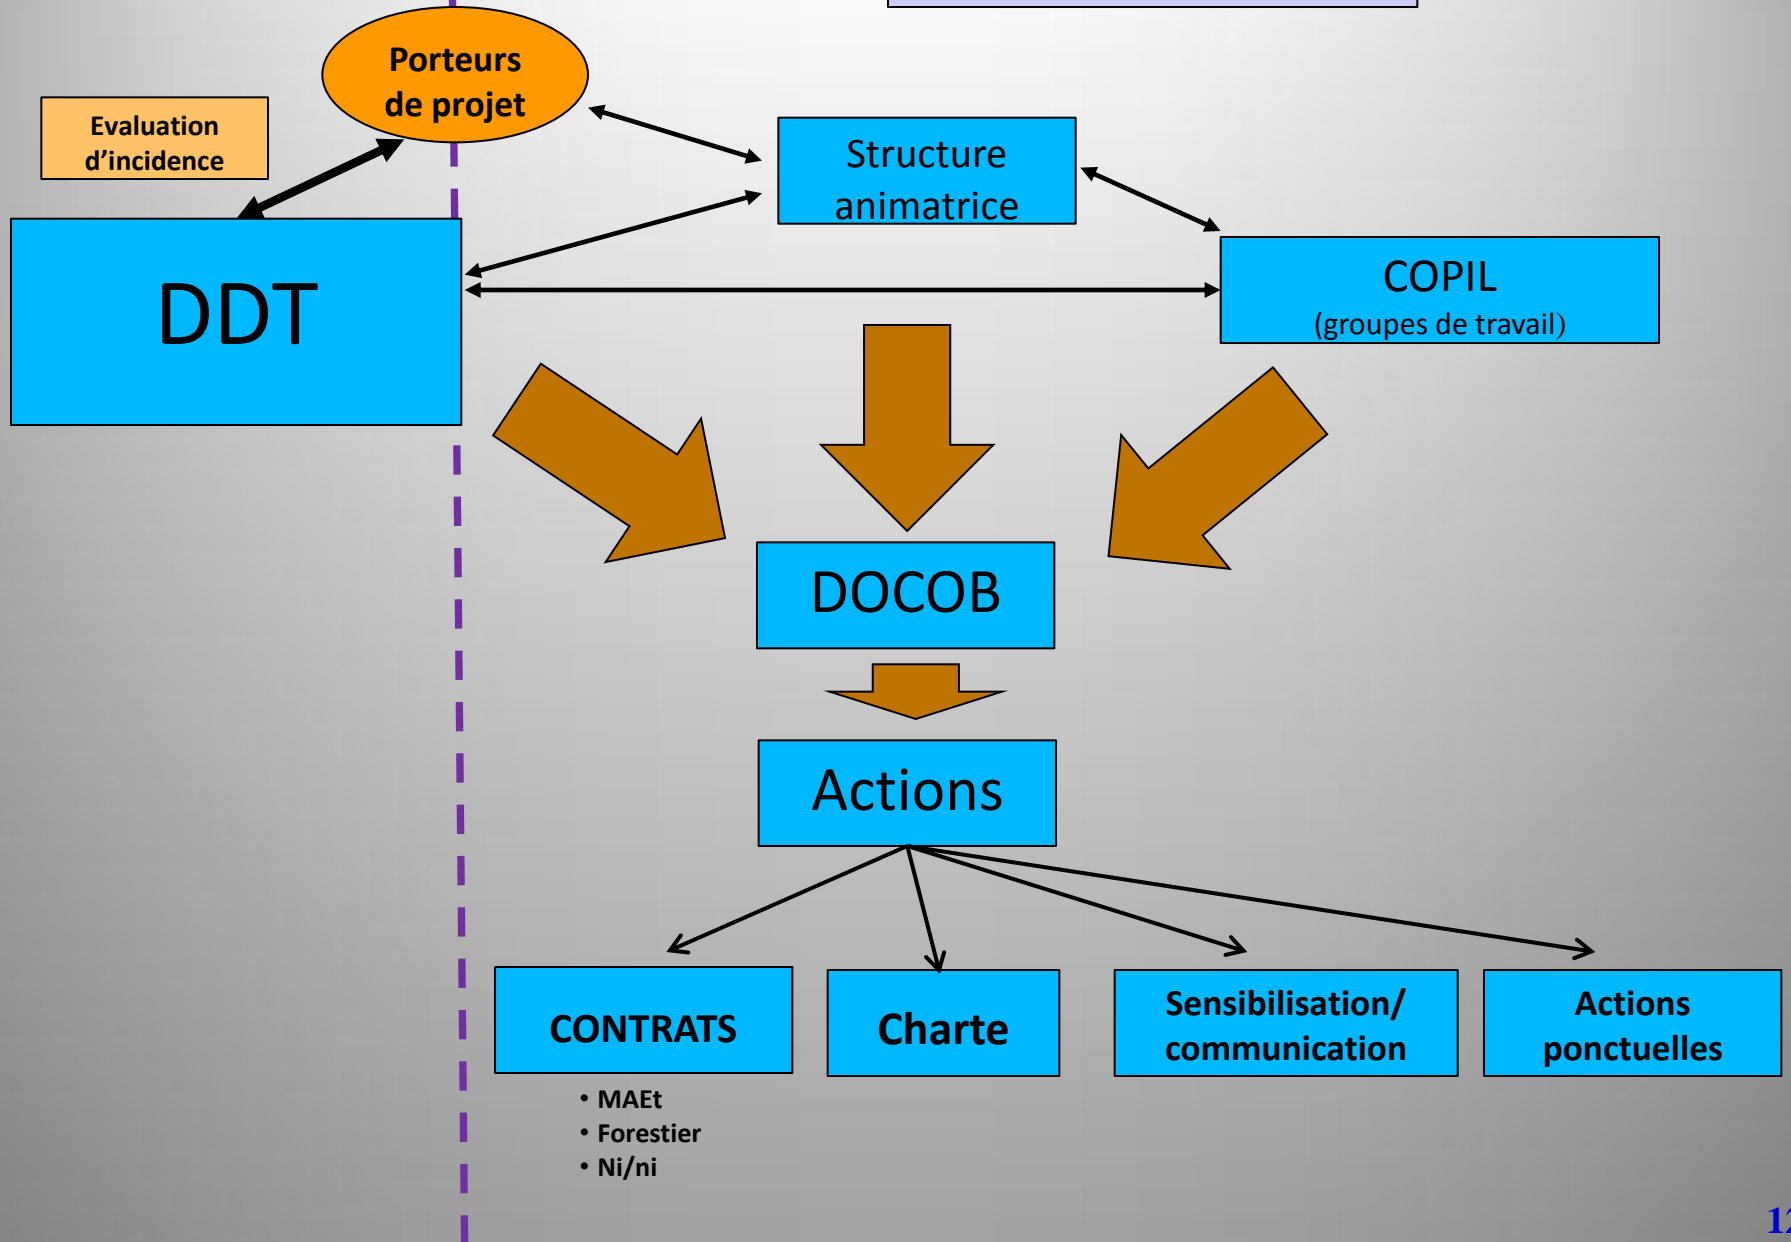 Porteurs
de projet
Evaluation
d’incidence
Structure
animatrice
DDT
COPIL
(groupes de travail)
DOCOB
Actions
CONTRATS
Charte
Sensibilisation/
communication
Actions
ponctuelles
• MAEt
• Forestier
• Ni/ni
12